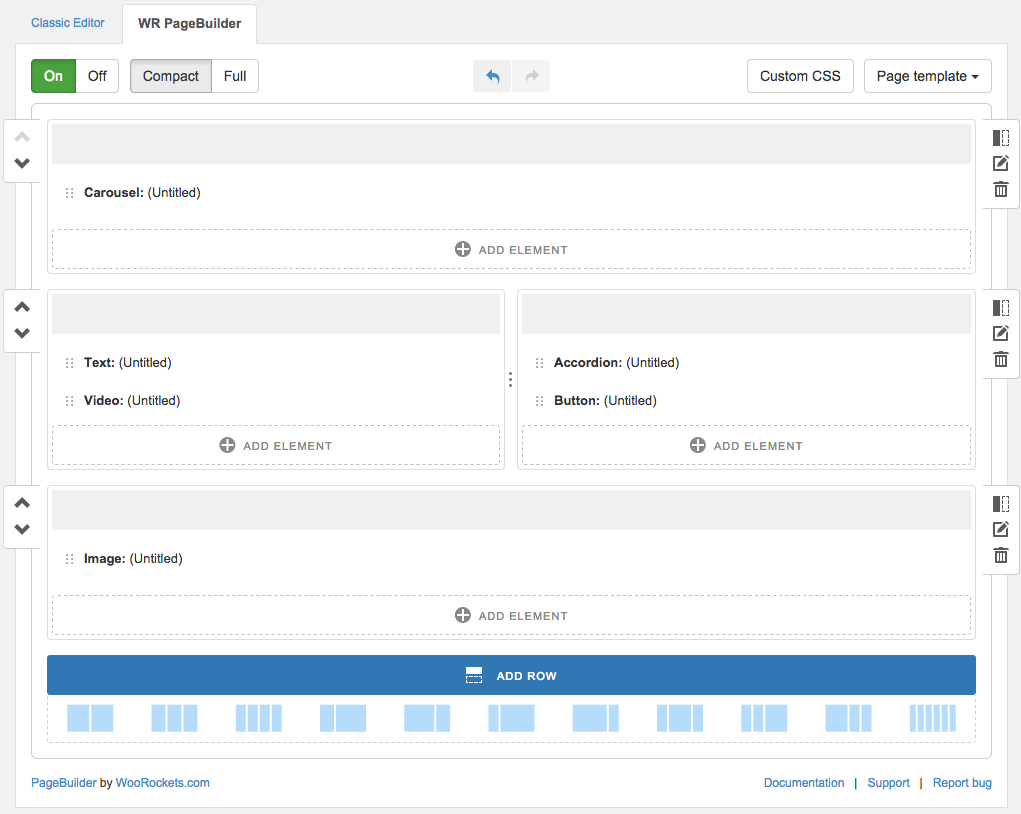 Classic Editor WR PageBuilder
On Off Compact Full Custom CSS Page template
Carousel: (Untitled)
ADD ELEMENT
Text: (Untitled) Accordion: (Untitled)
Video: (Untitled) Button: (Untitled)
ADD ELEMENT ADD ELEMENT
Image: (Untitled)
ADD ELEMENT
ADD ROW
PageBuilder by WooRockets.com Documentation | Support | Report bug